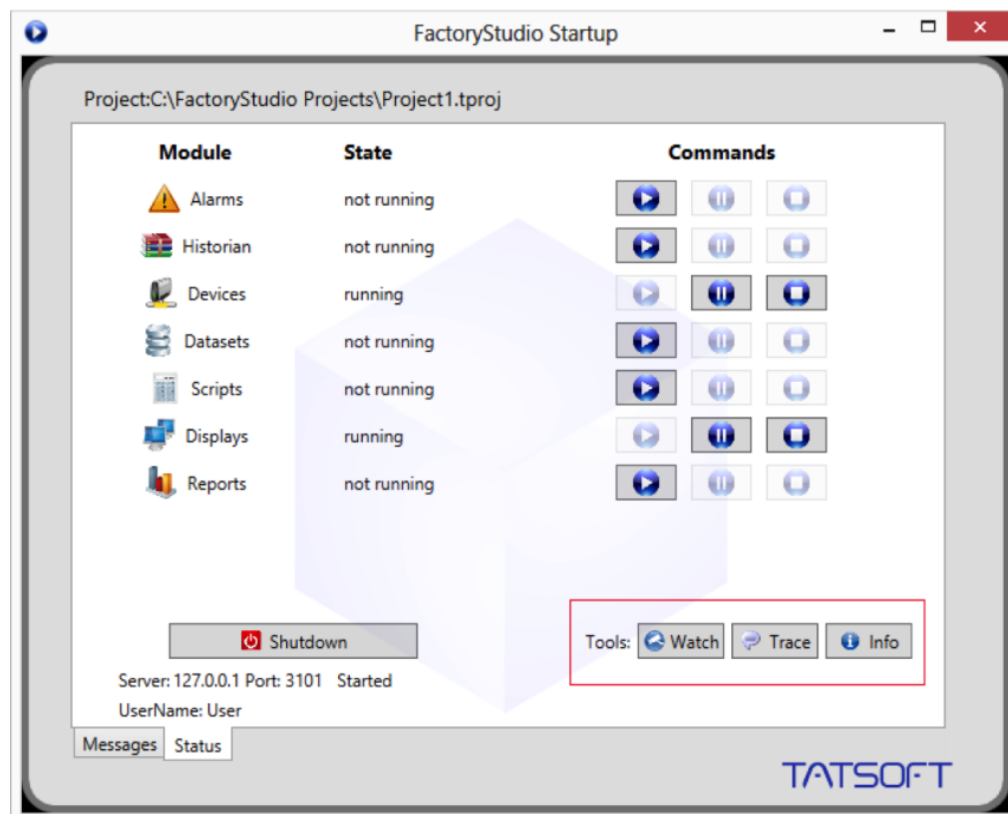 FactoryStudio Startup
Project:C:\FactoryStudio Projects\Project1.tproj
Module State Commands
Alarms not running
Historian not running
Devices running
Datasets not running
Scripts not running
Displays running
Reports not running
Shutdown Tools: Watch Trace Info
Server: 127.0.0.1 Port: 3101 Started
UserName: User
Messages Status
TATSOFT